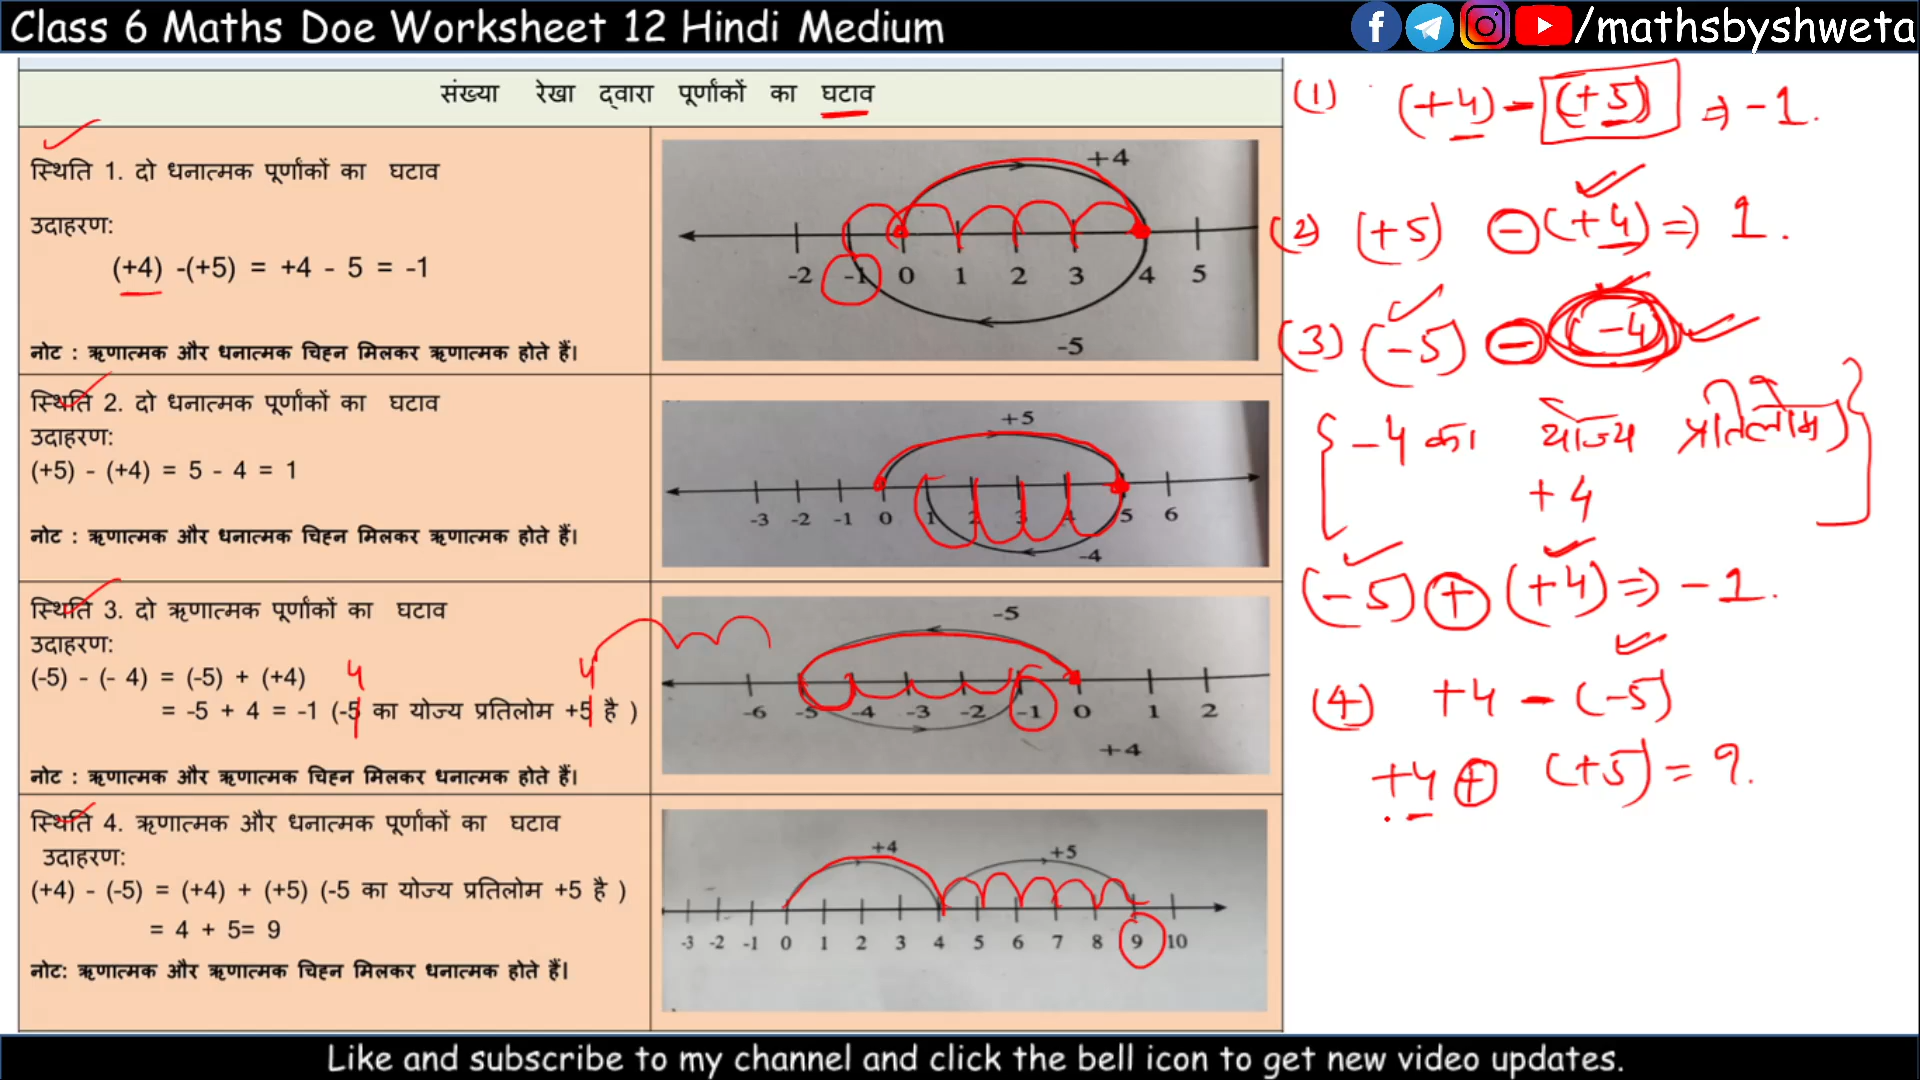 Class 6 Maths Doe Worksheet 12 Hindi Medium
/mathsbyshweta
संख्या रेखा द्वारा पूर्णांकों का घटाव
स्थिति 1. दो धनात्मक पूर्णांकों का घटाव
उदाहरण:
(+4) -(+5) = +4 - 5 = -1
नोट : ऋणात्मक और धनात्मक चिह्न मिलकर ऋणात्मक होते हैं।
+4
-2 -1 0 1 2 3 4 5
-5
स्थिति 2. दो धनात्मक पूर्णांकों का घटाव
उदाहरण:
(+5) - (+4) = 5 - 4 = 1
नोट : ऋणात्मक और धनात्मक चिह्न मिलकर ऋणात्मक होते हैं।
+5
-3 -2 -1 0 1 2 3 4 5 6
-4
स्थिति 3. दो ऋणात्मक पूर्णांकों का घटाव
उदाहरण:
(-5) - (- 4) = (-5) + (+4)
4 4
= -5 + 4 = -1 (-5 का योज्य प्रतिलोम +5 है )
नोट : ऋणात्मक और ऋणात्मक चिह्न मिलकर धनात्मक होते हैं।
-5
-6 -5 -4 -3 -2 -1 0 1 2
+4
स्थिति 4. ऋणात्मक और धनात्मक पूर्णांकों का घटाव
उदाहरण:
(+4) - (-5) = (+4) + (+5) (-5 का योज्य प्रतिलोम +5 है )
= 4 + 5= 9
नोट: ऋणात्मक और ऋणात्मक चिह्न मिलकर धनात्मक होते हैं।
+4 +5
-3 -2 -1 0 1 2 3 4 5 6 7 8 9 10
(1) (+4) - (+5) ⇒ -1.
(2) (+5) - (+4) ⇒ 1.
(3) (-5) - (-4)
{ -4 का योज्य प्रतिलोम }
+4
(-5) + (+4) ⇒ -1.
(4) +4 - (-5)
+4 + (+5) = 9.
Like and subscribe to my channel and click the bell icon to get new video updates.